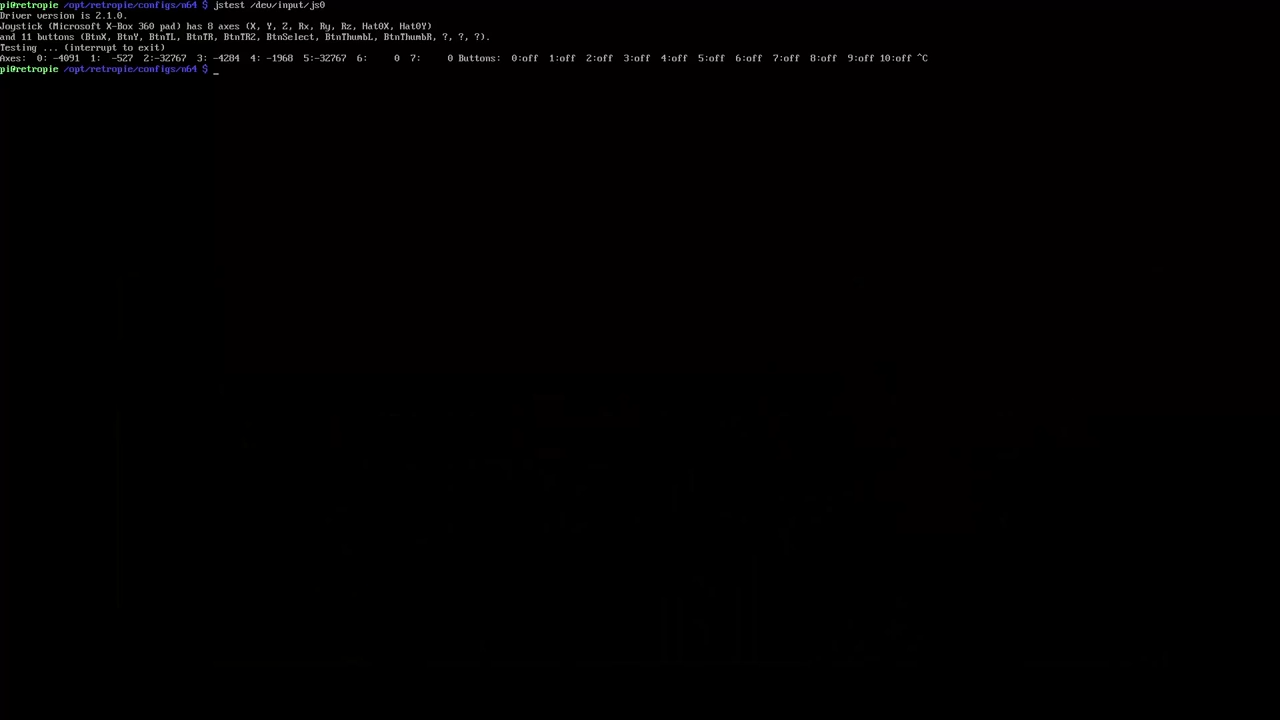 pi@retropie /opt/retropie/configs/n64 $ jstest /dev/input/js0
Driver version is 2.1.0.
Joystick (Microsoft X-Box 360 pad) has 8 axes (X, Y, Z, Rx, Ry, Rz, Hat0X, Hat0Y)
and 11 buttons (BtnX, BtnY, BtnTL, BtnTR, BtnTR2, BtnSelect, BtnThumbL, BtnThumbR, ?, ?, ?).
Testing ... (interrupt to exit)
Axes:  0: -4091  1:  -527  2:-32767  3: -4284  4: -1968  5:-32767  6:     0  7:     0 Buttons:  0:off  1:off  2:off  3:off  4:off  5:off  6:off  7:off  8:off  9:off 10:off ^C
pi@retropie /opt/retropie/configs/n64 $ _